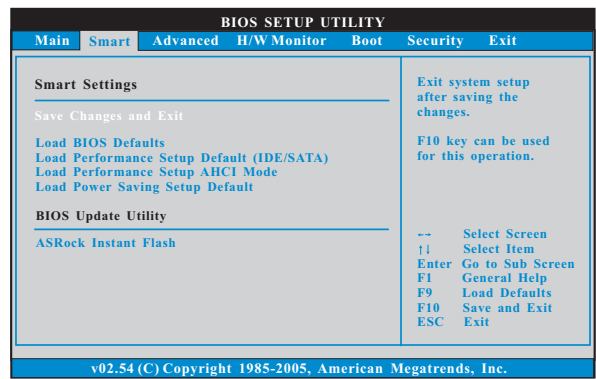 BIOS SETUP UTILITY
Main Smart Advanced H/W Monitor Boot Security Exit
Smart Settings
Save Changes and Exit
Load BIOS Defaults
Load Performance Setup Default (IDE/SATA)
Load Performance Setup AHCI Mode
Load Power Saving Setup Default
BIOS Update Utility
ASRock Instant Flash
Exit system setup
after saving the
changes.
F10 key can be used
for this operation.
←→ Select Screen
↑↓ Select Item
Enter Go to Sub Screen
F1 General Help
F9 Load Defaults
F10 Save and Exit
ESC Exit
v02.54 (C) Copyright 1985-2005, American Megatrends, Inc.